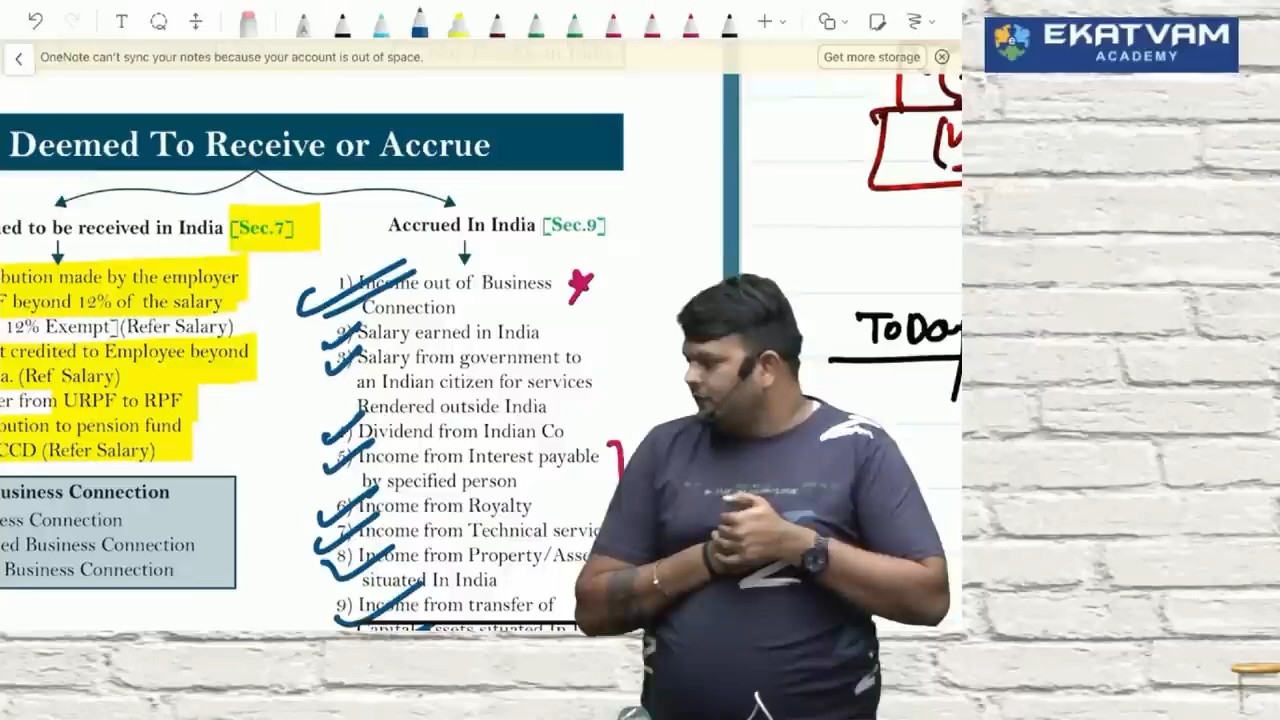 EKATVAM
ACADEMY
OneNote can't sync your notes because your account is out of space.
Get more storage
Deemed To Receive or Accrue
ned to be received in India [Sec.7]
bution made by the employer
F beyond 12% of the salary
12% Exempt](Refer Salary)
t credited to Employee beyond
a. (Ref Salary)
er from URPF to RPF
bution to pension fund
CCD (Refer Salary)
usiness Connection
ess Connection
ed Business Connection
Business Connection
Accrued In India [Sec.9]
1) Income out of Business
Connection
2) Salary earned in India
3) Salary from government to
an Indian citizen for services
Rendered outside India
4) Dividend from Indian Co
5) Income from Interest payable
by specified person
6) Income from Royalty
7) Income from Technical servic
8) Income from Property/Asse
situated In India
9) Income from transfer of
Capital Assets situated In
ToDa